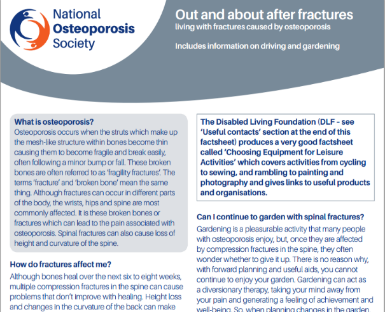 National
Osteoporosis
Society
Out and about after fractures
living with fractures caused by osteoporosis
Includes information on driving and gardening
What is osteoporosis?
Osteoporosis occurs when the struts which make up
the mesh-like structure within bones become thin
causing them to become fragile and break easily,
often following a minor bump or fall. These broken
bones are often referred to as 'fragility fractures'. The
terms 'fracture' and 'broken bone' mean the same
thing. Although fractures can occur in different parts
of the body, the wrists, hips and spine are most
commonly affected. It is these broken bones or
fractures which can lead to the pain associated with
osteoporosis. Spinal fractures can also cause loss of
height and curvature of the spine.
How do fractures affect me?
Although bones heal over the next six to eight weeks,
multiple compression fractures in the spine can cause
problems that don't improve with healing. Height loss
and changes in the curvature of the back can make
The Disabled Living Foundation (DLF - see
'Useful contacts' section at the end of this
factsheet) produces a very good factsheet
called 'Choosing Equipment for Leisure
Activities' which covers activities from cycling
to sewing, and rambling to painting and
photography and gives links to useful products
and organisations.
Can I continue to garden with spinal fractures?
Gardening is a pleasurable activity that many people
with osteoporosis enjoy, but, once they are affected
by compression fractures in the spine, they often
wonder whether to give it up. There is no reason why,
with forward planning and useful aids, you cannot
continue to enjoy your garden. Gardening can act as
a diversionary therapy, taking your mind away from
your pain and generating a feeling of achievement and
well-being. So, when planning changes in the garden